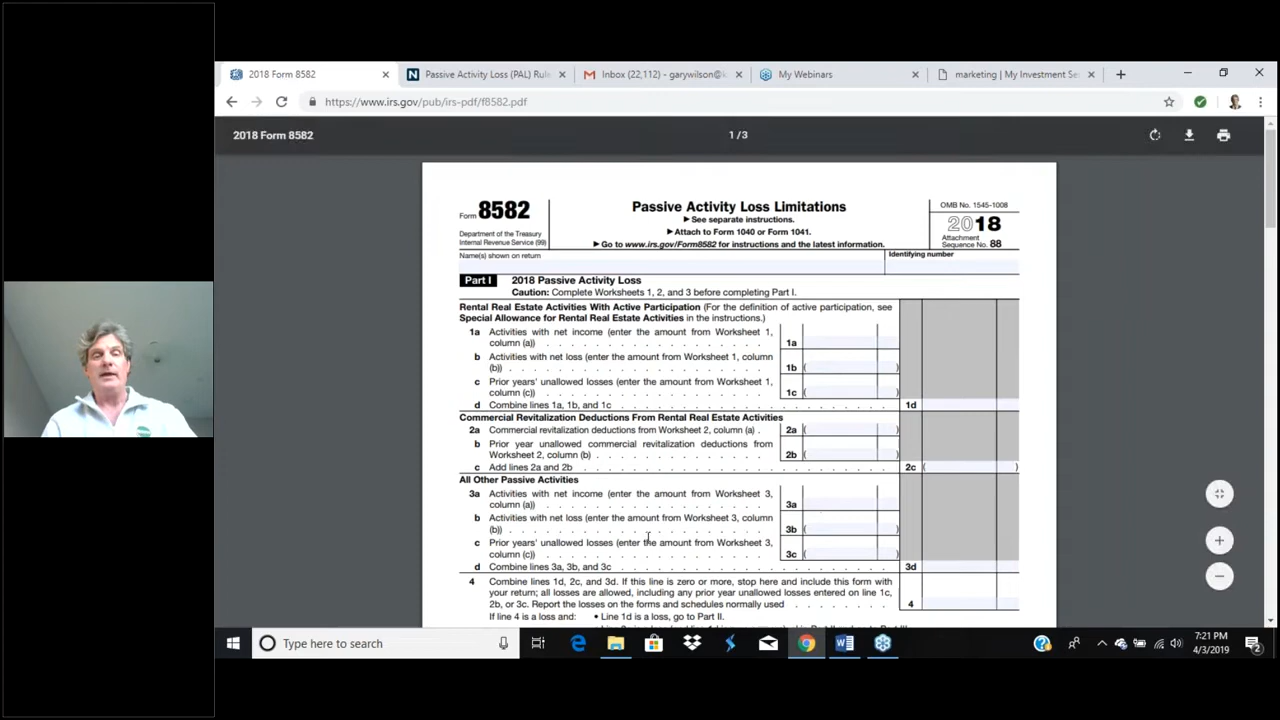 2018 Form 8582
Passive Activity Loss (PAL) Rule
Inbox (22,112) - garywilson@
My Webinars
marketing | My Investment Se
https://www.irs.gov/pub/irs-pdf/f8582.pdf
2018 Form 8582
1 / 3
Form 8582
Department of the Treasury
Internal Revenue Service (99)
Passive Activity Loss Limitations
▶ See separate instructions.
▶ Attach to Form 1040 or Form 1041.
▶ Go to www.irs.gov/Form8582 for instructions and the latest information.
OMB No. 1545-1008
2018
Attachment
Sequence No. 88
Name(s) shown on return
Identifying number
Part I 2018 Passive Activity Loss
Caution: Complete Worksheets 1, 2, and 3 before completing Part I.
Rental Real Estate Activities With Active Participation (For the definition of active participation, see
Special Allowance for Rental Real Estate Activities in the instructions.)
1a Activities with net income (enter the amount from Worksheet 1,
column (a)) . . . . . . . . . . . 1a
b Activities with net loss (enter the amount from Worksheet 1, column
(b)) . . . . . . . . . . . . . 1b ( )
c Prior years' unallowed losses (enter the amount from Worksheet 1,
column (c)) . . . . . . . . . . . 1c ( )
d Combine lines 1a, 1b, and 1c . . . . . . . . . . . . . . . 1d
Commercial Revitalization Deductions From Rental Real Estate Activities
2a Commercial revitalization deductions from Worksheet 2, column (a) . 2a ( )
b Prior year unallowed commercial revitalization deductions from
Worksheet 2, column (b) . . . . . . . . . 2b ( )
c Add lines 2a and 2b . . . . . . . . . . . . . . . . . 2c ( )
All Other Passive Activities
3a Activities with net income (enter the amount from Worksheet 3,
column (a)) . . . . . . . . . . . 3a
b Activities with net loss (enter the amount from Worksheet 3, column
(b)) . . . . . . . . . . . . . 3b ( )
c Prior years' unallowed losses (enter the amount from Worksheet 3,
column (c)) . . . . . . . . . . . 3c ( )
d Combine lines 3a, 3b, and 3c . . . . . . . . . . . . . . . 3d
4 Combine lines 1d, 2c, and 3d. If this line is zero or more, stop here and include this form with
your return; all losses are allowed, including any prior year unallowed losses entered on line 1c,
2b, or 3c. Report the losses on the forms and schedules normally used . . . . . . . 4
If line 4 is a loss and: • Line 1d is a loss, go to Part II.
Type here to search
7:21 PM
4/3/2019